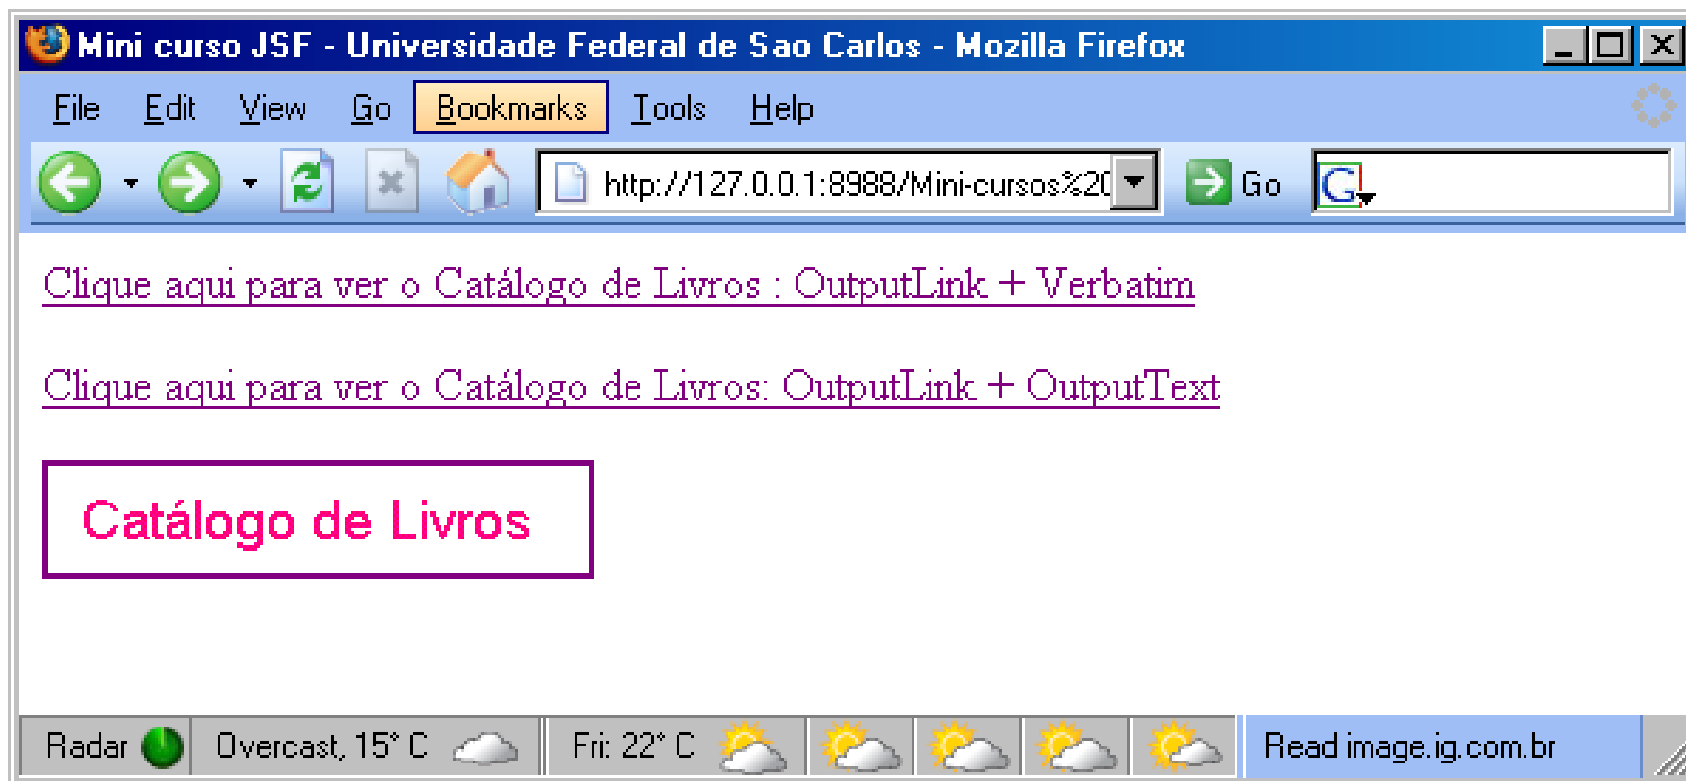 Mini curso JSF - Universidade Federal de Sao Carlos - Mozilla Firefox
File Edit View Go Bookmarks Tools Help
http://127.0.0.1:8988/Mini-cursos%20 Go G
Clique aqui para ver o Catálogo de Livros : OutputLink + Verbatim
Clique aqui para ver o Catálogo de Livros: OutputLink + OutputText
Catálogo de Livros
Radar Overcast, 15° C Fri: 22° C Read image.ig.com.br